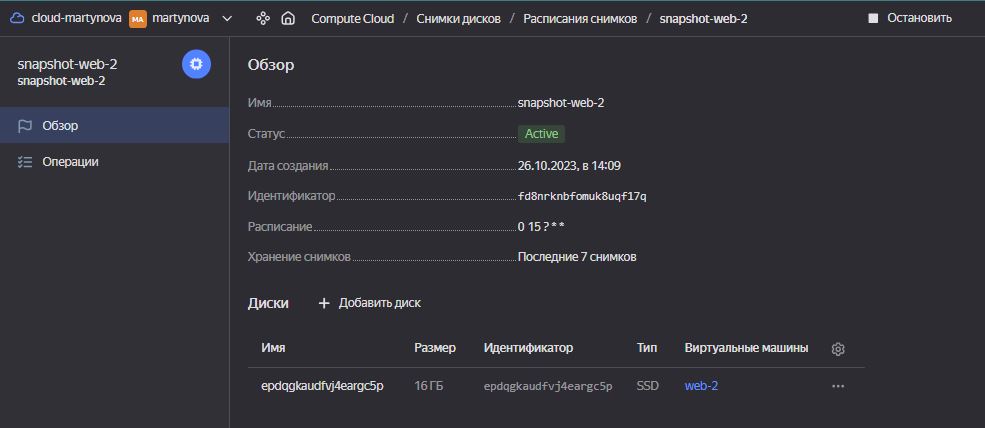 cloud-martynova MA martynova Compute Cloud / Снимки дисков / Расписания снимков / snapshot-web-2 Остановить
snapshot-web-2
snapshot-web-2
Обзор
Операции
Обзор
Имя snapshot-web-2
Статус Active
Дата создания 26.10.2023, в 14:09
Идентификатор fd8nrknbfomuk8uqf17q
Расписание 0 15 ? * *
Хранение снимков Последние 7 снимков
Диски + Добавить диск
Имя Размер Идентификатор Тип Виртуальные машины
epdqgkaudfvj4eargc5p 16 ГБ epdqgkaudfvj4eargc5p SSD web-2